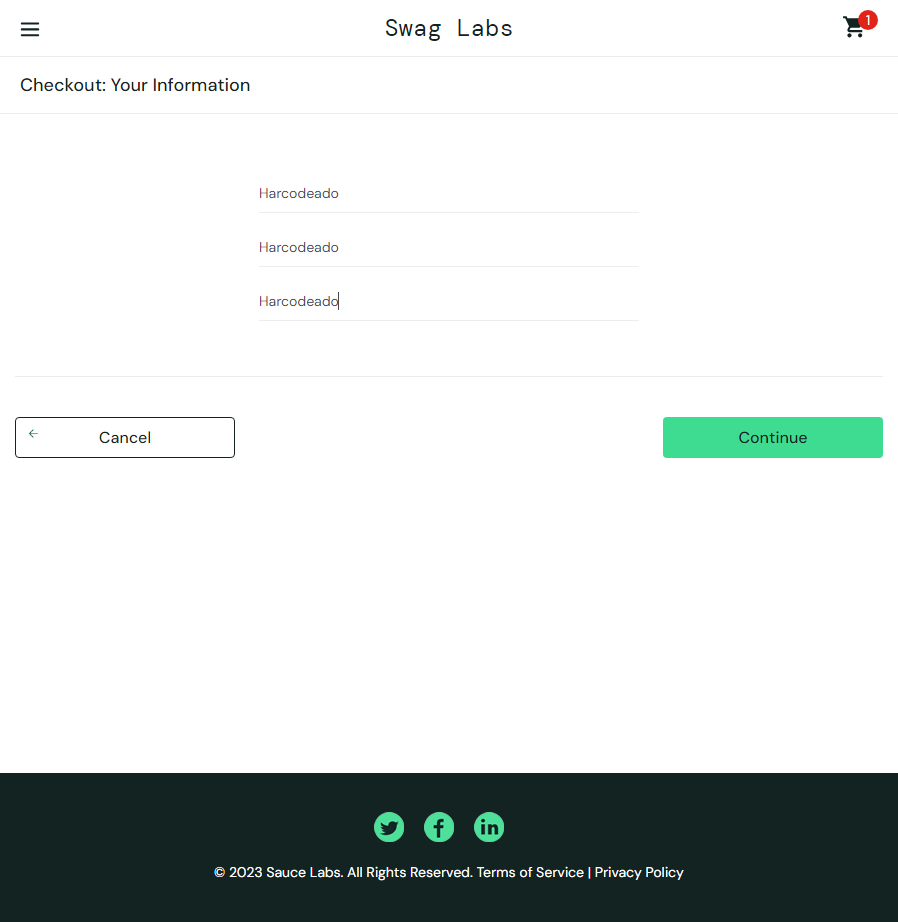 Swag Labs
1
Checkout: Your Information
Harcodeado
Harcodeado
Harcodeado
Cancel
Continue
© 2023 Sauce Labs. All Rights Reserved. Terms of Service | Privacy Policy